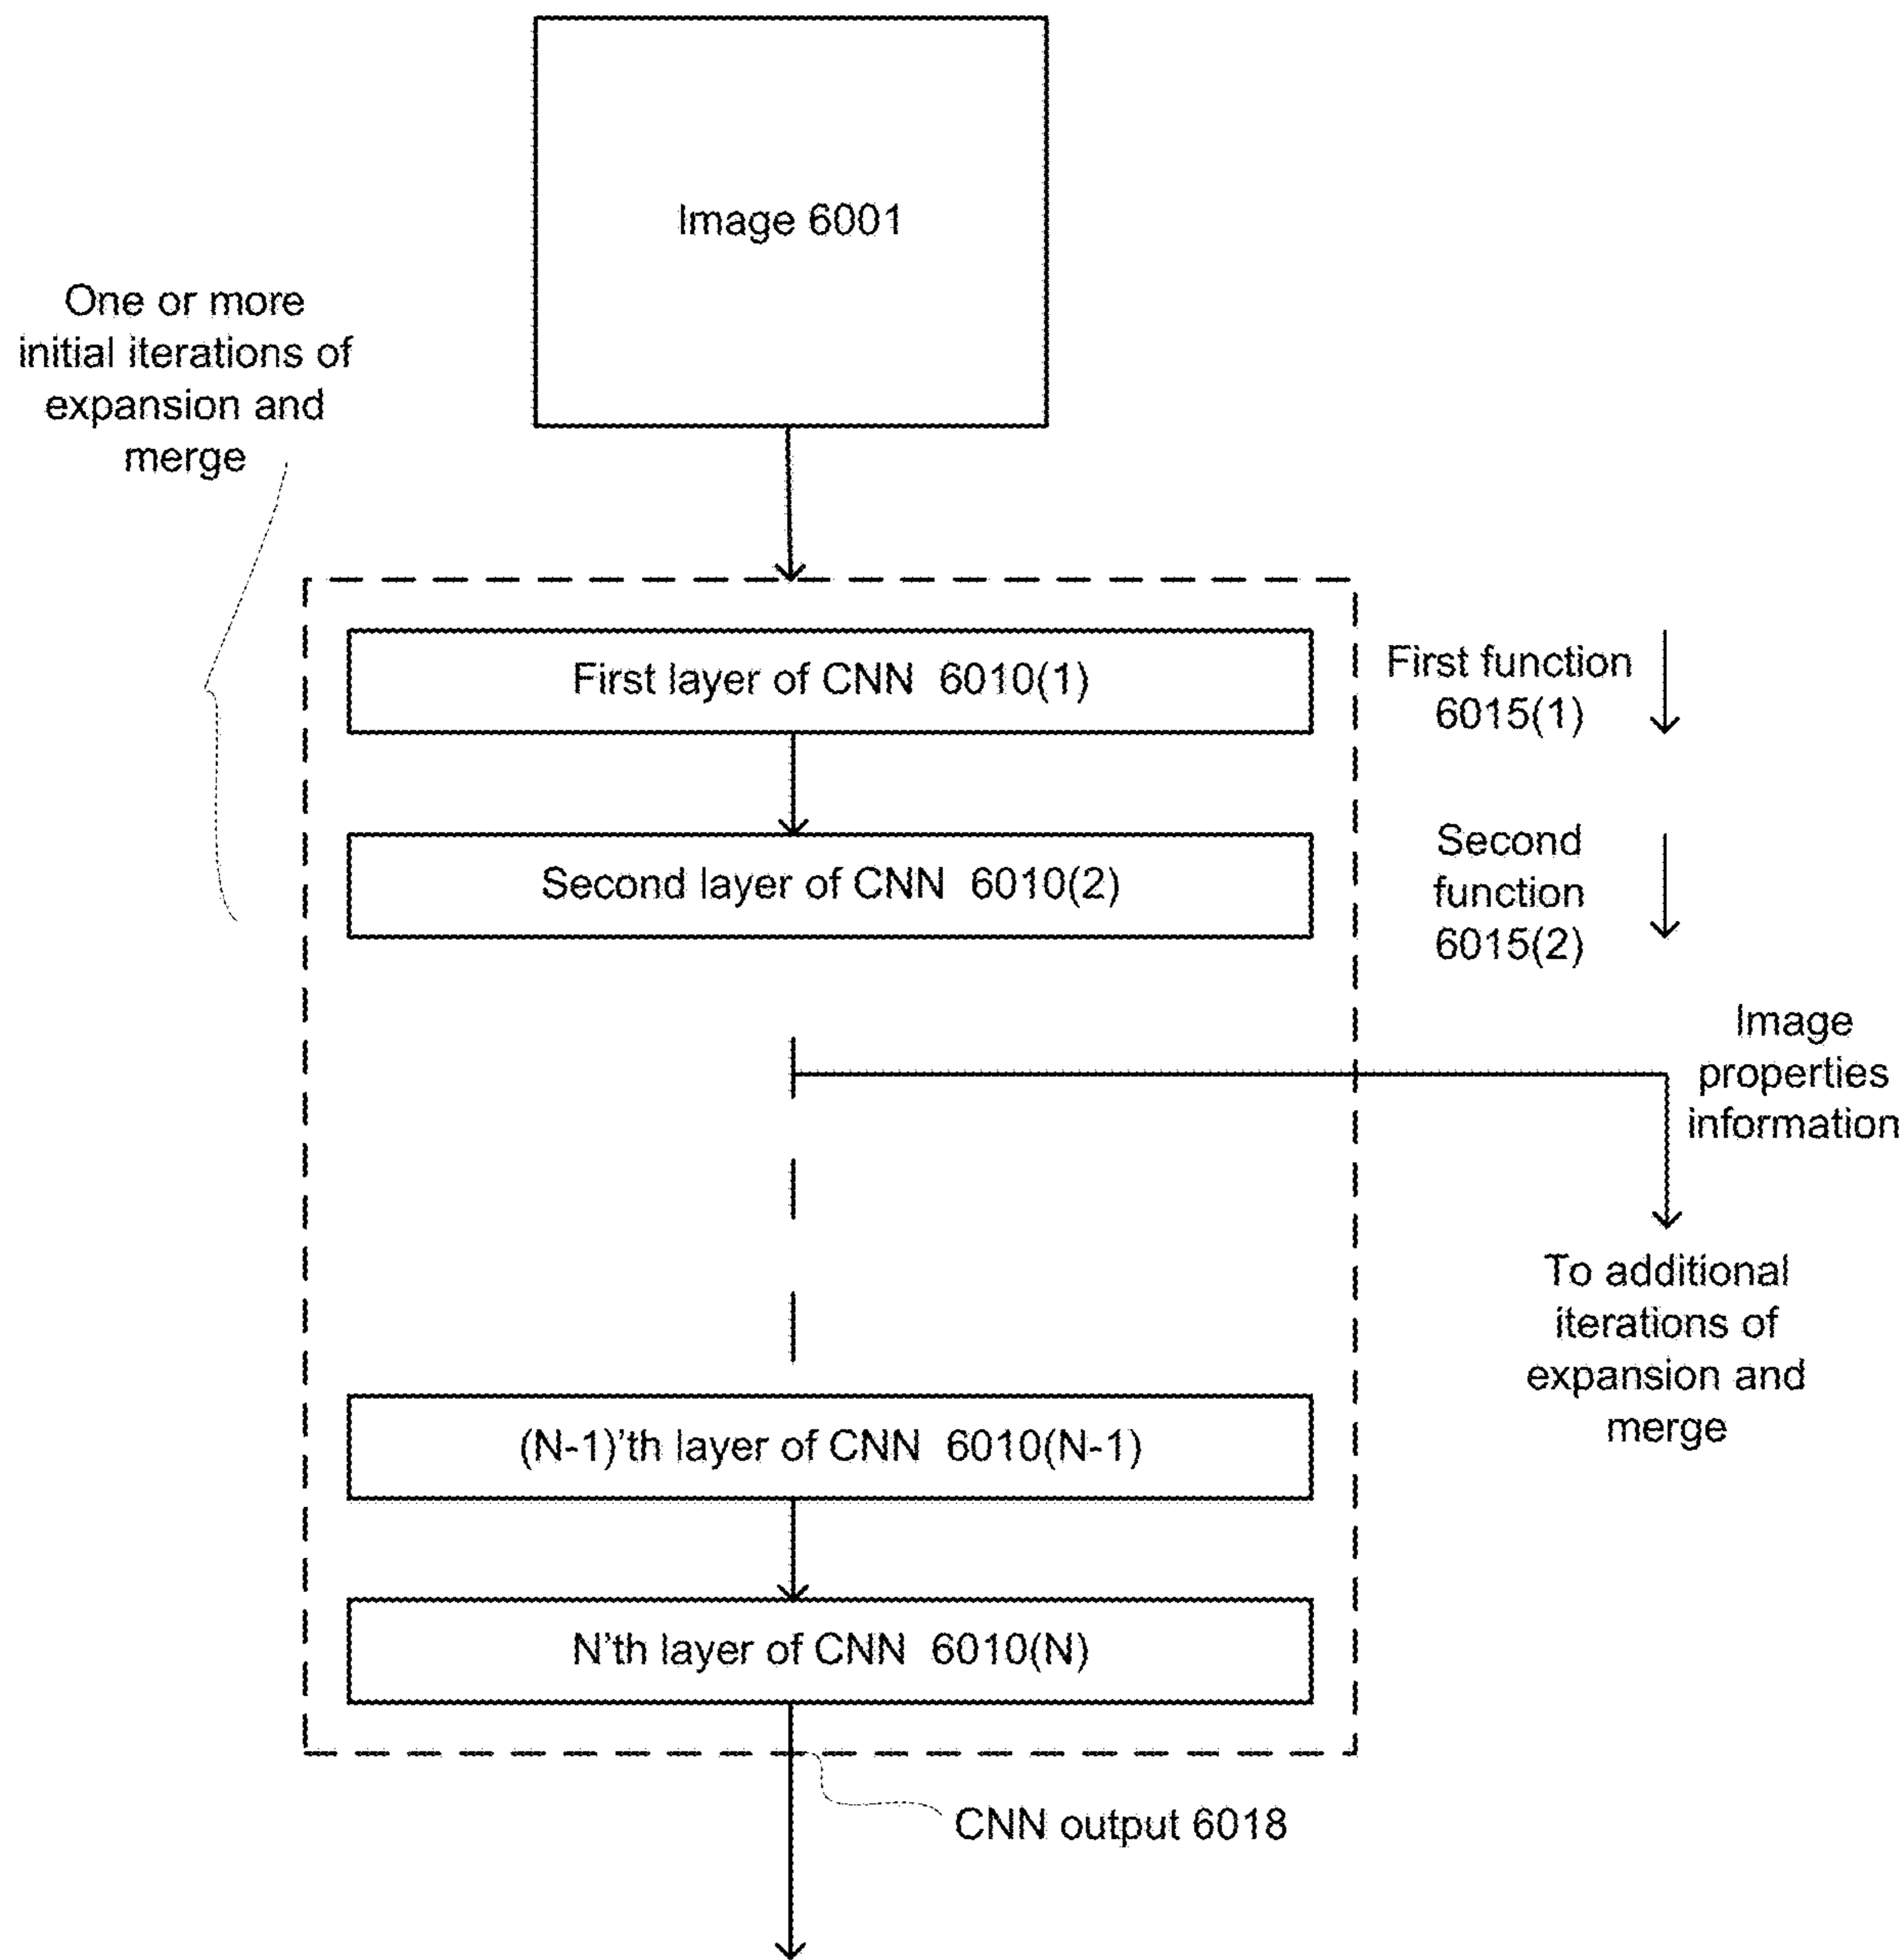 Image 6001
One or more
initial iterations of
expansion and
merge
First layer of CNN 6010(1)
First function
6015(1)
Second layer of CNN 6010(2)
Second
function
6015(2)
Image
properties
information
To additional
iterations of
expansion and
merge
(N-1)'th layer of CNN 6010(N-1)
N'th layer of CNN 6010(N)
CNN output 6018